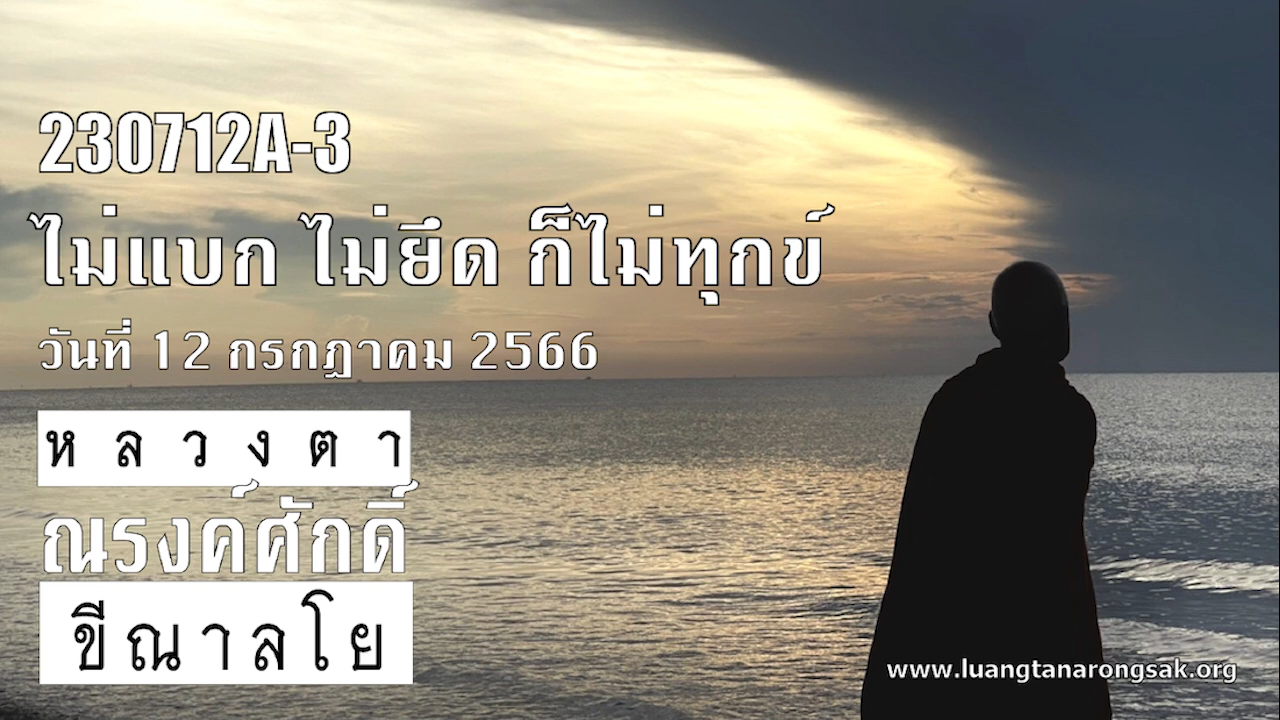 230712A-3
ไม่แบก ไม่ยึด ก็ไม่ทุกข์
วันที่ 12 กรกฎาคม 2566
หลวงตา
ณรงค์ศักดิ์
ขีณาลโย
www.luangtanarongsak.org